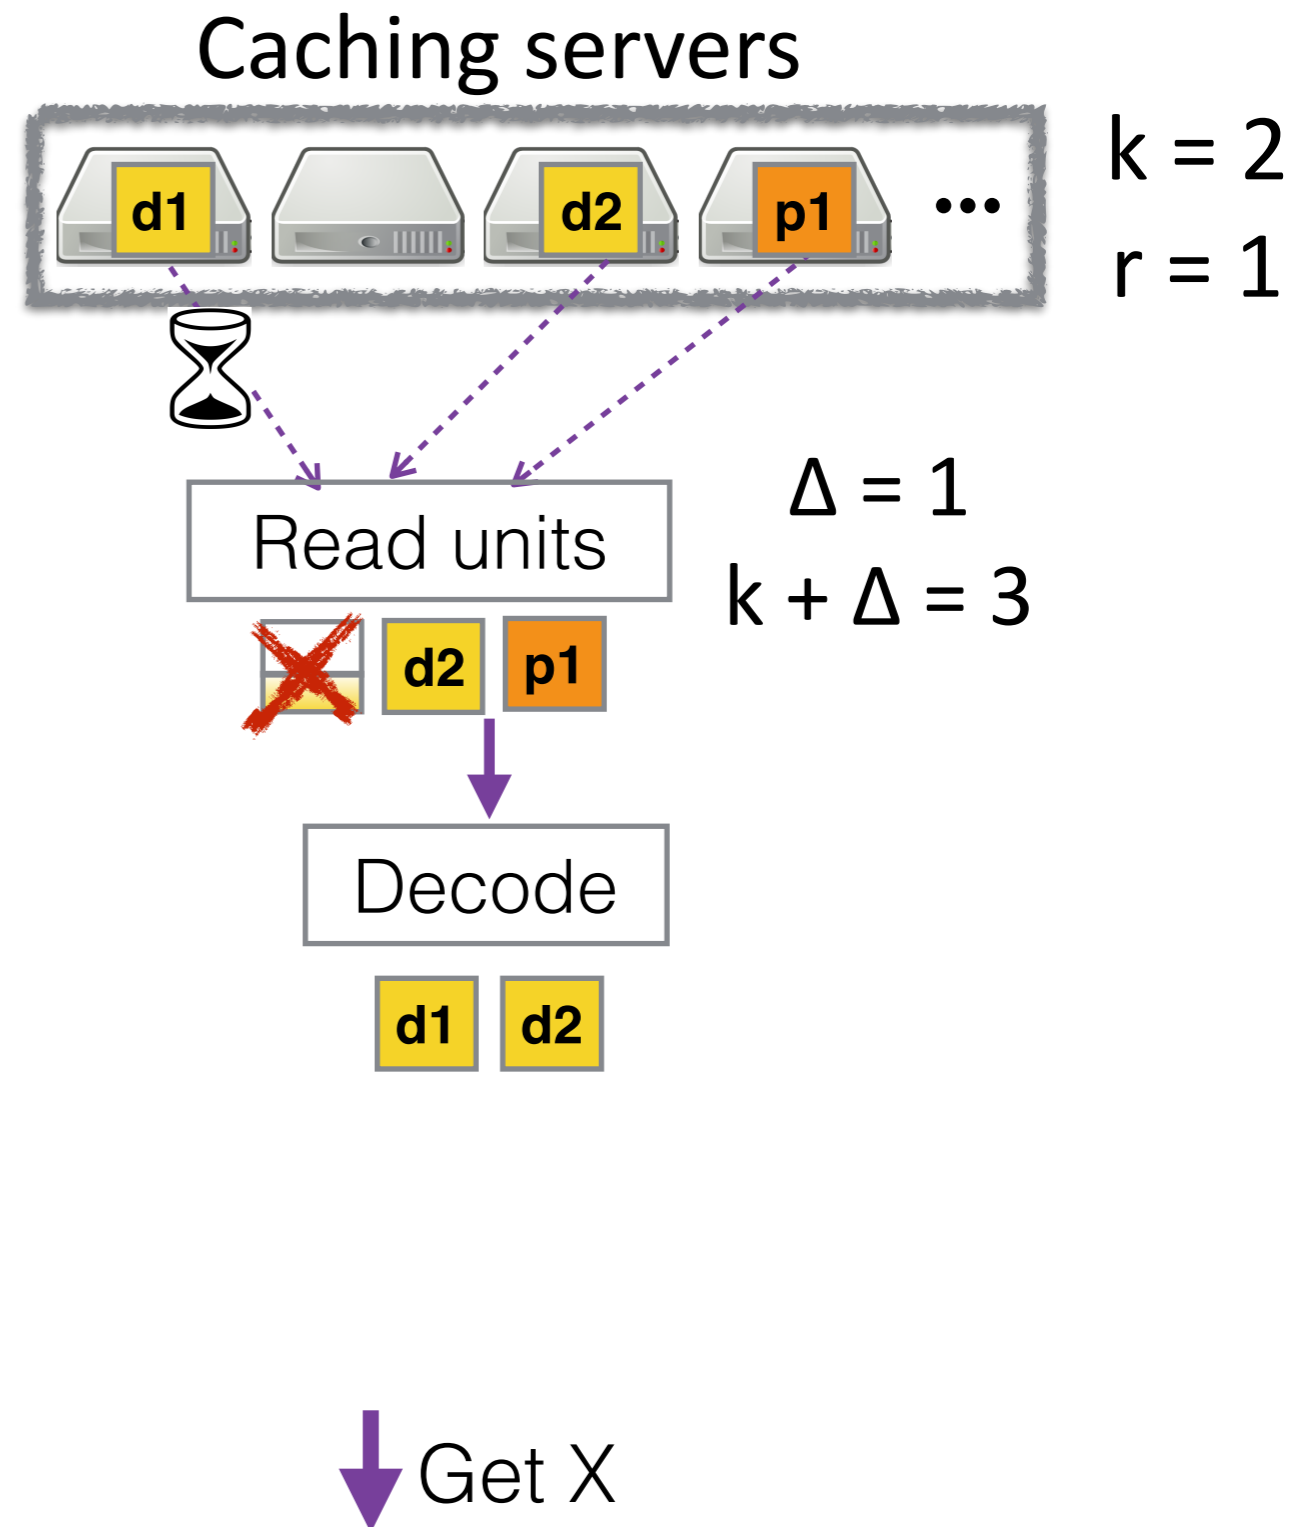 Caching servers
d1 d2 p1 ...
k = 2
r = 1
Read units
Δ = 1
k + Δ = 3
d2 p1
Decode
d1 d2
Get X